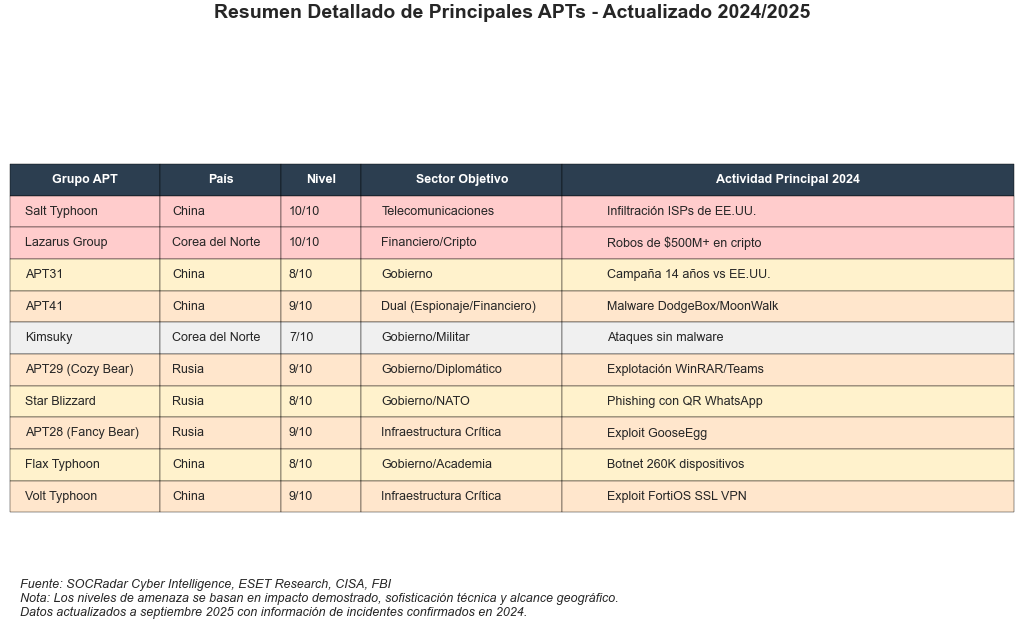 Resumen Detallado de Principales APTs - Actualizado 2024/2025
Grupo APT País Nivel Sector Objetivo Actividad Principal 2024
Salt Typhoon China 10/10 Telecomunicaciones Infiltración ISPs de EE.UU.
Lazarus Group Corea del Norte 10/10 Financiero/Cripto Robos de $500M+ en cripto
APT31 China 8/10 Gobierno Campaña 14 años vs EE.UU.
APT41 China 9/10 Dual (Espionaje/Financiero) Malware DodgeBox/MoonWalk
Kimsuky Corea del Norte 7/10 Gobierno/Militar Ataques sin malware
APT29 (Cozy Bear) Rusia 9/10 Gobierno/Diplomático Explotación WinRAR/Teams
Star Blizzard Rusia 8/10 Gobierno/NATO Phishing con QR WhatsApp
APT28 (Fancy Bear) Rusia 9/10 Infraestructura Crítica Exploit GooseEgg
Flax Typhoon China 8/10 Gobierno/Academia Botnet 260K dispositivos
Volt Typhoon China 9/10 Infraestructura Crítica Exploit FortiOS SSL VPN
Fuente: SOCRadar Cyber Intelligence, ESET Research, CISA, FBI
Nota: Los niveles de amenaza se basan en impacto demostrado, sofisticación técnica y alcance geográfico.
Datos actualizados a septiembre 2025 con información de incidentes confirmados en 2024.